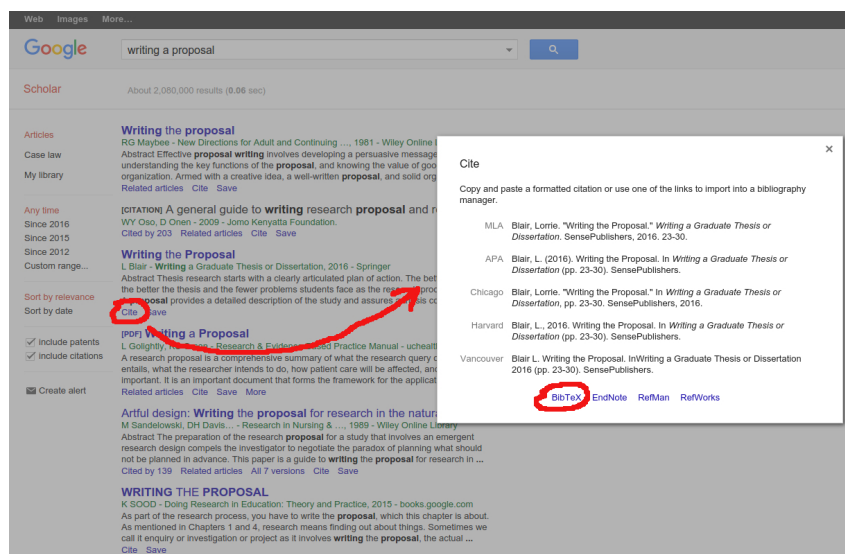 Web Images More...
Google
writing a proposal
Scholar
About 2,080,000 results (0.06 sec)
Articles
Case law
My library
Any time
Since 2016
Since 2015
Since 2012
Custom range...
Sort by relevance
Sort by date
include patents
include citations
Create alert
Writing the proposal
RG Maybee - New Directions for Adult and Continuing ..., 1981 - Wiley Online
Abstract Effective proposal writing involves developing a persuasive message
understanding the key functions of the proposal, and knowing the value of goo
organization. Armed with a creative idea, a well-written proposal, and solid org
Related articles Cite Save
[CITATION] A general guide to writing research proposal and r
WY Oso, D Onen - 2009 - Jomo Kenyatta Foundation.
Cited by 203 Related articles Cite Save
Writing the Proposal
L Blair - Writing a Graduate Thesis or Dissertation, 2016 - Springer
Abstract Thesis research starts with a clearly articulated plan of action. The bet
the better the thesis and the fewer problems students face as the research proc
proposal provides a detailed description of the study and assures
Cite Save
[PDF] Writing a Proposal
L Golightly, - Research & Evidence Based Practice Manual - ucheal
A research proposal is a comprehensive summary of what the research query
entails, what the researcher intends to do, how patient care will be affected, and
important. It is an important document that forms the framework for the applicat
Related articles Cite Save More
Artful design: Writing the proposal for research in the natur
M Sandelowski, DH Davis... - Research in Nursing & ..., 1989 - Wiley Online Library
Abstract The preparation of the research proposal for a study that involves an emergent
research design compels the investigator to negotiate the paradox of planning what should
not be planned in advance. This paper is a guide to writing the proposal for research in ...
Cited by 139 Related articles All 7 versions Cite Save
WRITING THE PROPOSAL
K SOOD - Doing Research in Education: Theory and Practice, 2015 - books.google.com
As part of the research process, you have to write the proposal, which this chapter is about.
As mentioned in Chapters 1 and 4, research means finding out about things. Sometimes we
call it enquiry or investigation or project as it involves writing the proposal, the actual ...
Cite Save
×
Cite
Copy and paste a formatted citation or use one of the links to import into a bibliography
manager.
MLA Blair, Lorrie. "Writing the Proposal." Writing a Graduate Thesis or
Dissertation. SensePublishers, 2016. 23-30.
APA Blair, L. (2016). Writing the Proposal. In Writing a Graduate Thesis or
Dissertation (pp. 23-30). SensePublishers.
Chicago Blair, Lorrie. "Writing the Proposal." In Writing a Graduate Thesis or
Dissertation, pp. 23-30. SensePublishers, 2016.
Harvard Blair, L., 2016. Writing the Proposal. In Writing a Graduate Thesis or
Dissertation (pp. 23-30). SensePublishers.
Vancouver Blair L. Writing the Proposal. InWriting a Graduate Thesis or Dissertation
2016 (pp. 23-30). SensePublishers.
BibTeX EndNote RefMan RefWorks